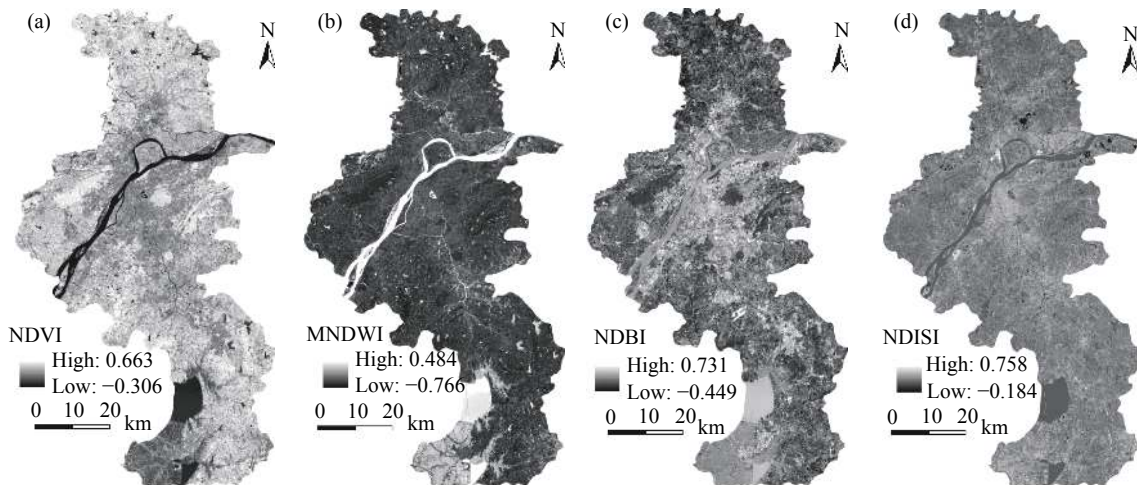 (a)
N
NDVI
High: 0.663
Low: −0.306
0 10 20 km
(b)
N
MNDWI
High: 0.484
Low: −0.766
0 10 20 km
(c)
N
NDBI
High: 0.731
Low: −0.449
0 10 20 km
(d)
N
NDISI
High: 0.758
Low: −0.184
0 10 20 km